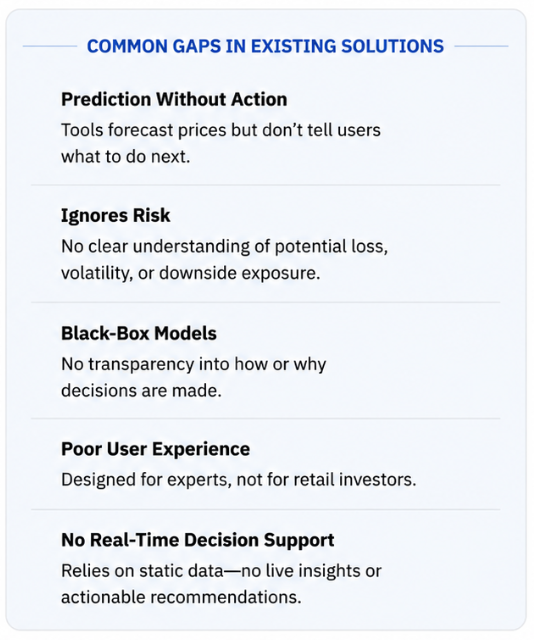 COMMON GAPS IN EXISTING SOLUTIONS
Prediction Without Action
Tools forecast prices but don’t tell users
what to do next.
Ignores Risk
No clear understanding of potential loss,
volatility, or downside exposure.
Black-Box Models
No transparency into how or why
decisions are made.
Poor User Experience
Designed for experts, not for retail investors.
No Real-Time Decision Support
Relies on static data—no live insights or
actionable recommendations.